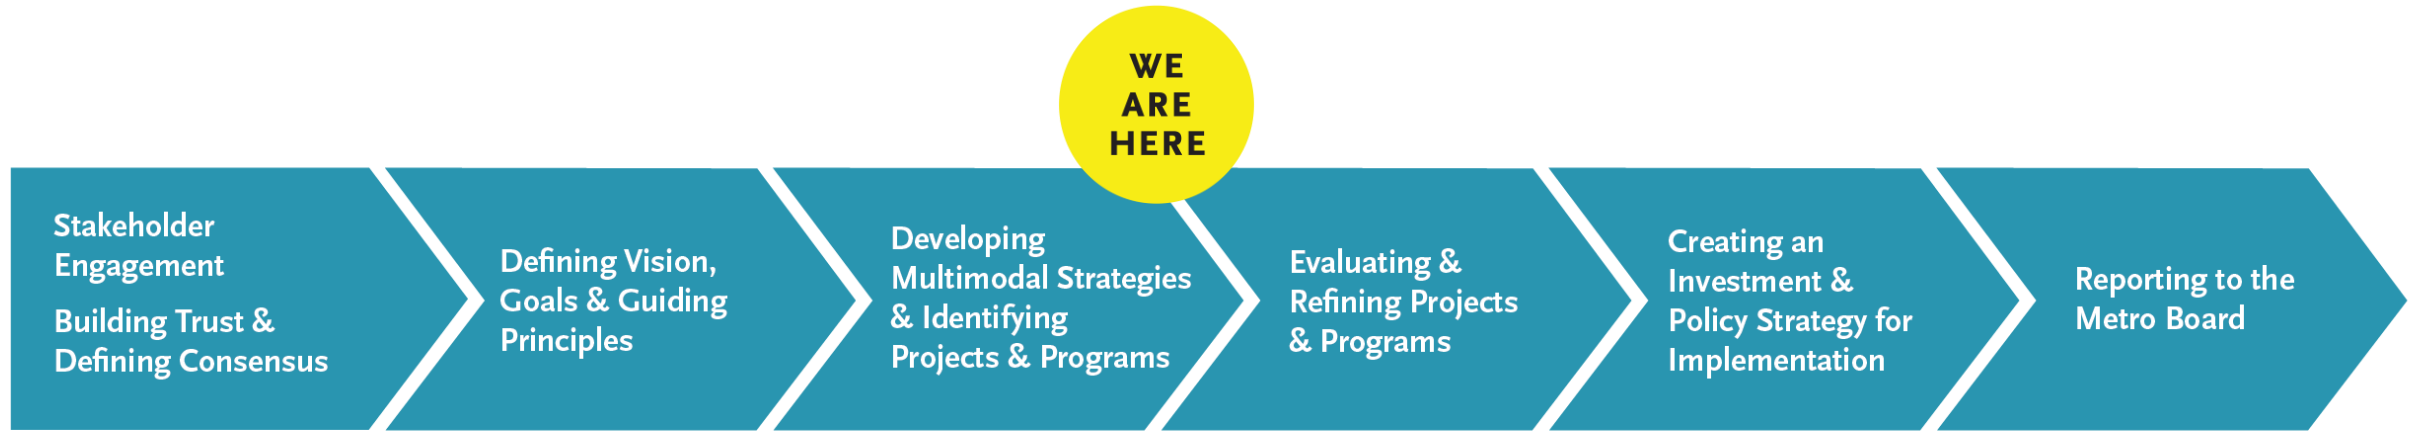 WE
ARE
HERE
Stakeholder
Engagement
Building Trust &
Defining Consensus
Defining Vision,
Goals & Guiding
Principles
Developing
Multimodal Strategies
& Identifying
Projects & Programs
Evaluating &
Refining Projects
& Programs
Creating an
Investment &
Policy Strategy for
Implementation
Reporting to the
Metro Board